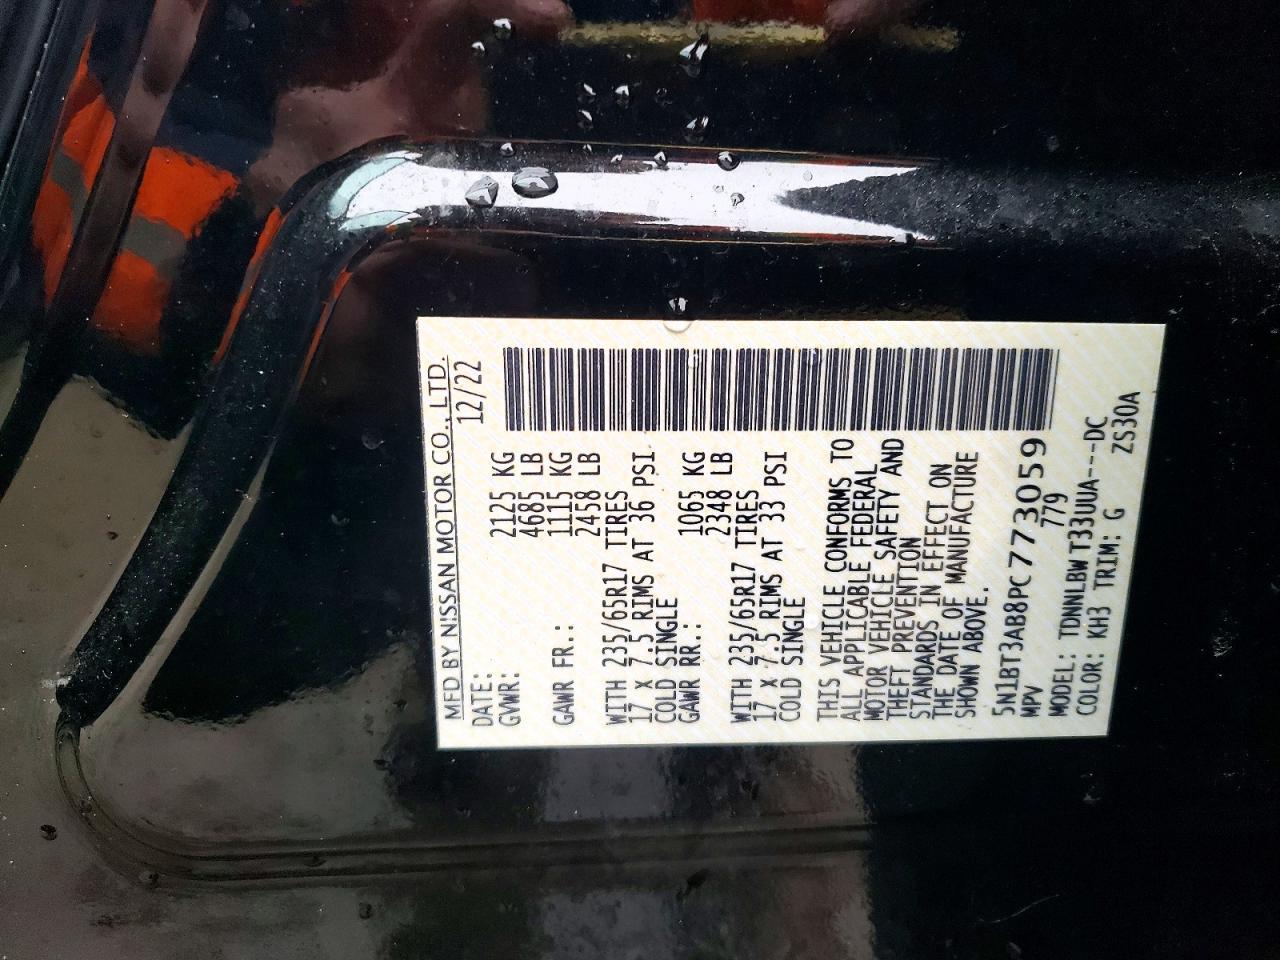 MFD BY NISSAN MOTOR CO., LTD.
DATE: 12/22
GVWR: 2125 KG
4685 LB
GAWR FR.: 1115 KG
2458 LB
WITH 235/65R17 TIRES
17 x 7.5 RIMS AT 36 PSI
COLD SINGLE
GAWR RR.: 1065 KG
2348 LB
WITH 235/65R17 TIRES
17 x 7.5 RIMS AT 33 PSI
COLD SINGLE
THIS VEHICLE CONFORMS TO
ALL APPLICABLE FEDERAL
MOTOR VEHICLE SAFETY AND
THEFT PREVENTION
STANDARDS IN EFFECT ON
THE DATE OF MANUFACTURE
SHOWN ABOVE.
5N1BT3AB8PC773059
MPV 779
MODEL: TDNNLBWT33UUA---DC
COLOR: KH3 TRIM: G ZS30A